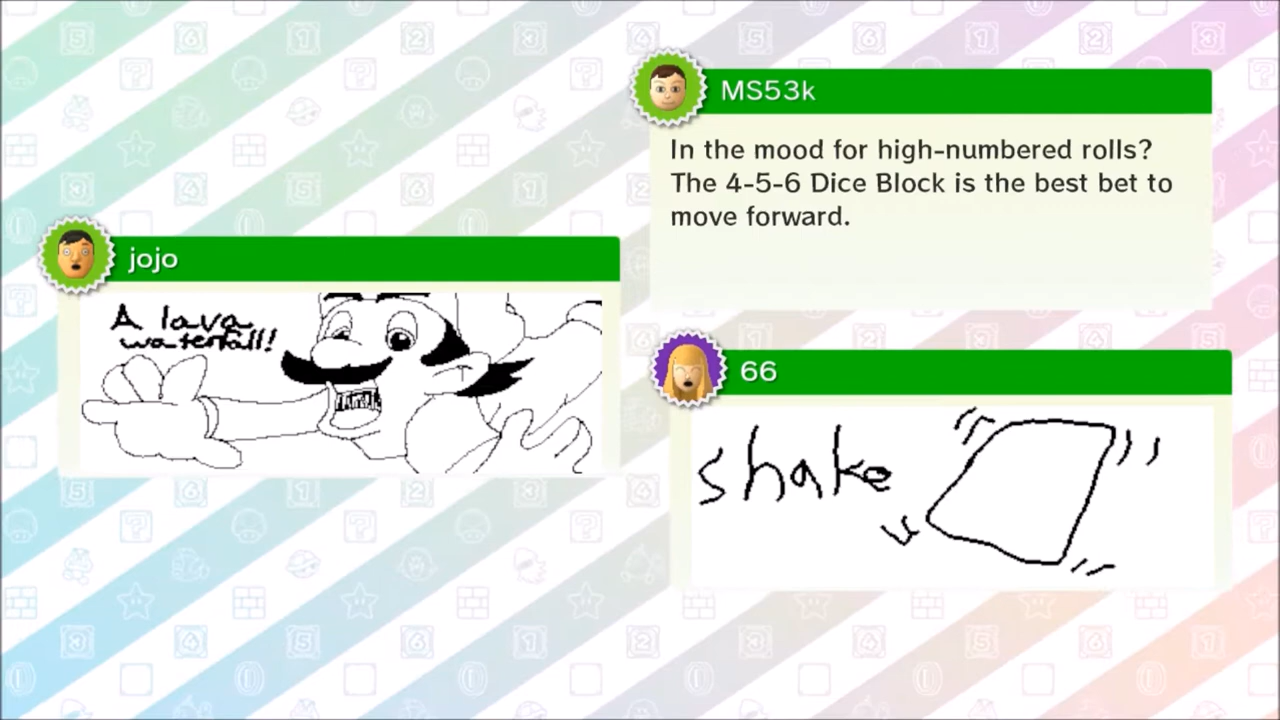 MS53k
In the mood for high-numbered rolls?
The 4-5-6 Dice Block is the best bet to
move forward.
jojo
A lava
waterfall!
66
shake